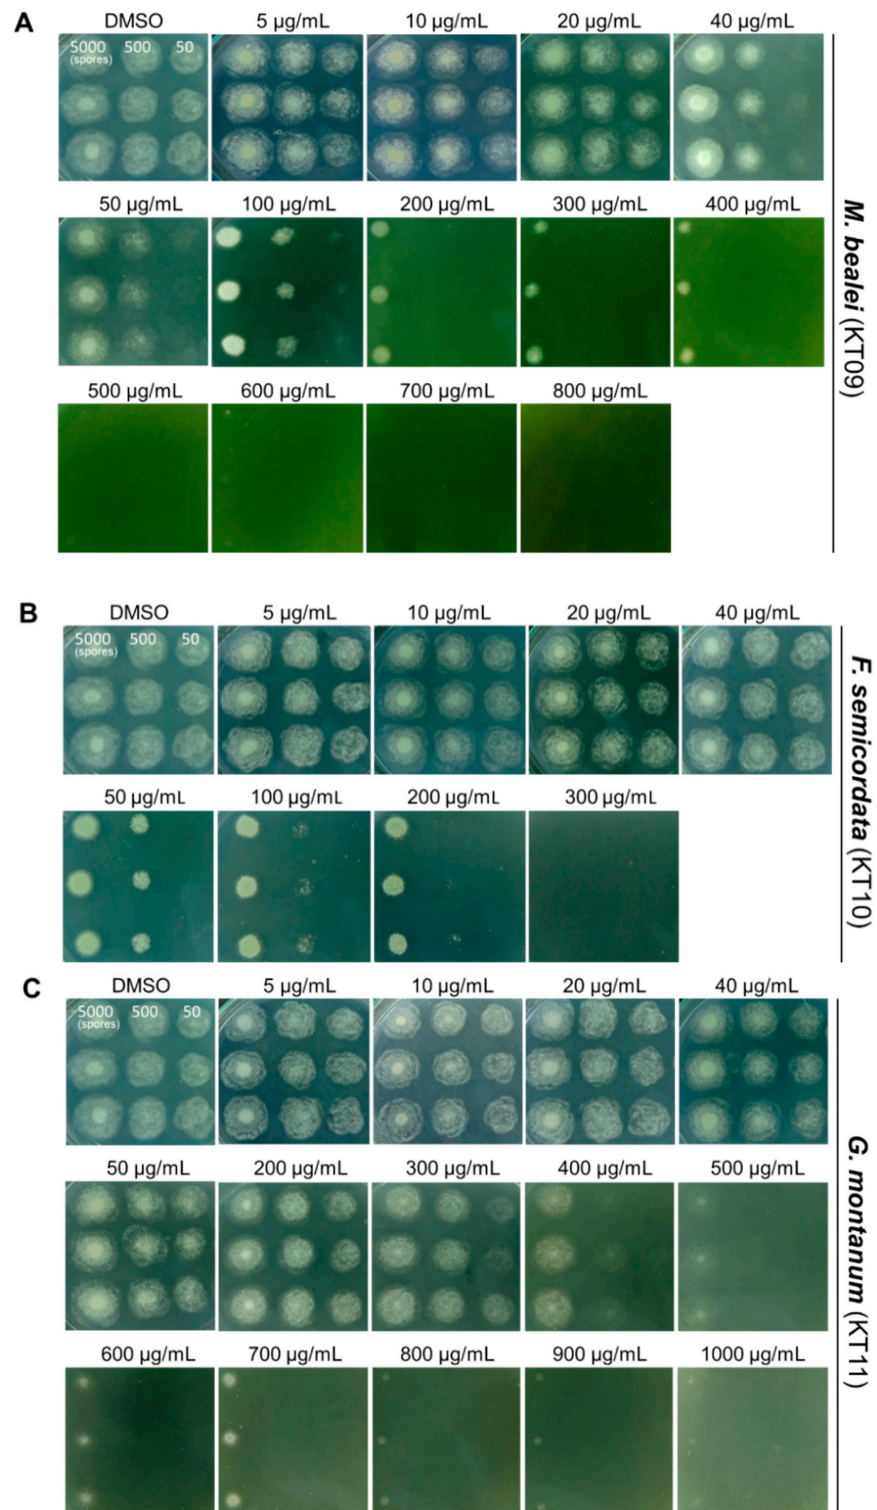 A
DMSO 5 µg/mL 10 µg/mL 20 µg/mL 40 µg/mL
5000 500 50
(spores)
50 µg/mL 100 µg/mL 200 µg/mL 300 µg/mL 400 µg/mL
500 µg/mL 600 µg/mL 700 µg/mL 800 µg/mL
M. bealei (KT09)
B
DMSO 5 µg/mL 10 µg/mL 20 µg/mL 40 µg/mL
5000 500 50
(spores)
50 µg/mL 100 µg/mL 200 µg/mL 300 µg/mL
F. semicordata (KT10)
C
DMSO 5 µg/mL 10 µg/mL 20 µg/mL 40 µg/mL
5000 500 50
(spores)
50 µg/mL 200 µg/mL 300 µg/mL 400 µg/mL 500 µg/mL
600 µg/mL 700 µg/mL 800 µg/mL 900 µg/mL 1000 µg/mL
G. montanum (KT11)